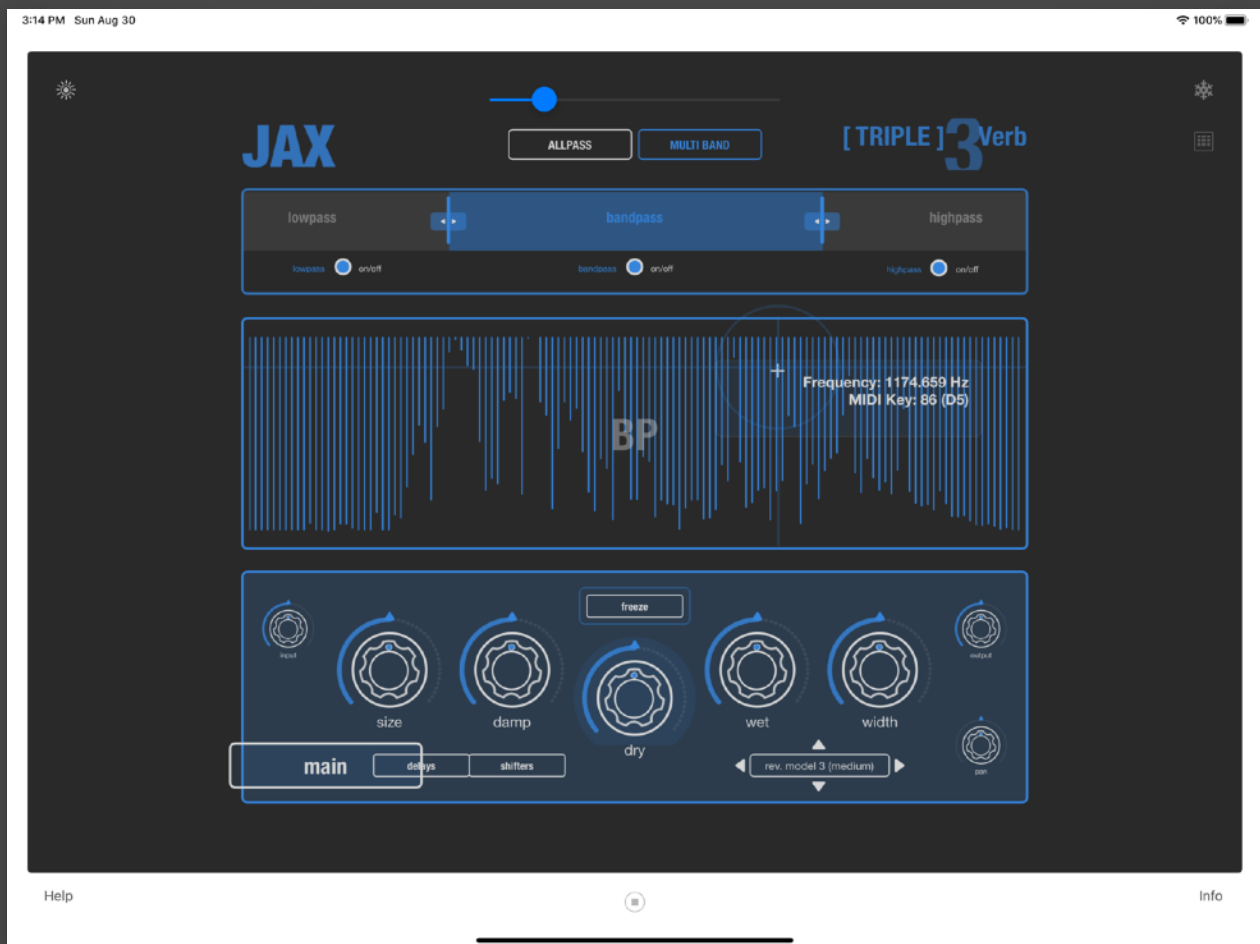 3:14 PM Sun Aug 30
100%
JAX
ALLPASS
MULTI BAND
[ TRIPLE ] 3 Verb
lowpass
bandpass
highpass
lowpass on/off
bandpass on/off
highpass on/off
Frequency: 1174.659 Hz
MIDI Key: 86 (D5)
BP
freeze
input
output
size
damp
dry
wet
width
main
delays
shifters
rev. model 3 (medium)
pan
Help
Info